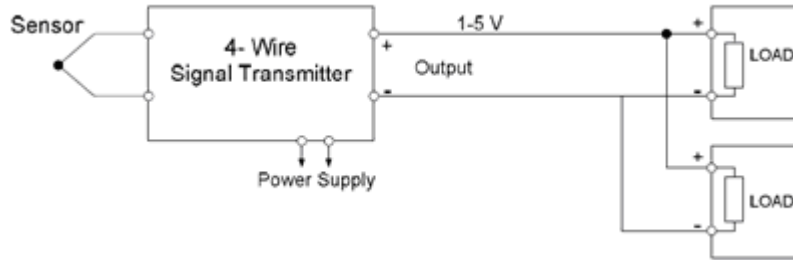 Sensor
4- Wire
Signal Transmitter
Power Supply
+
-
1-5 V
Output
+
-
LOAD
+
-
LOAD